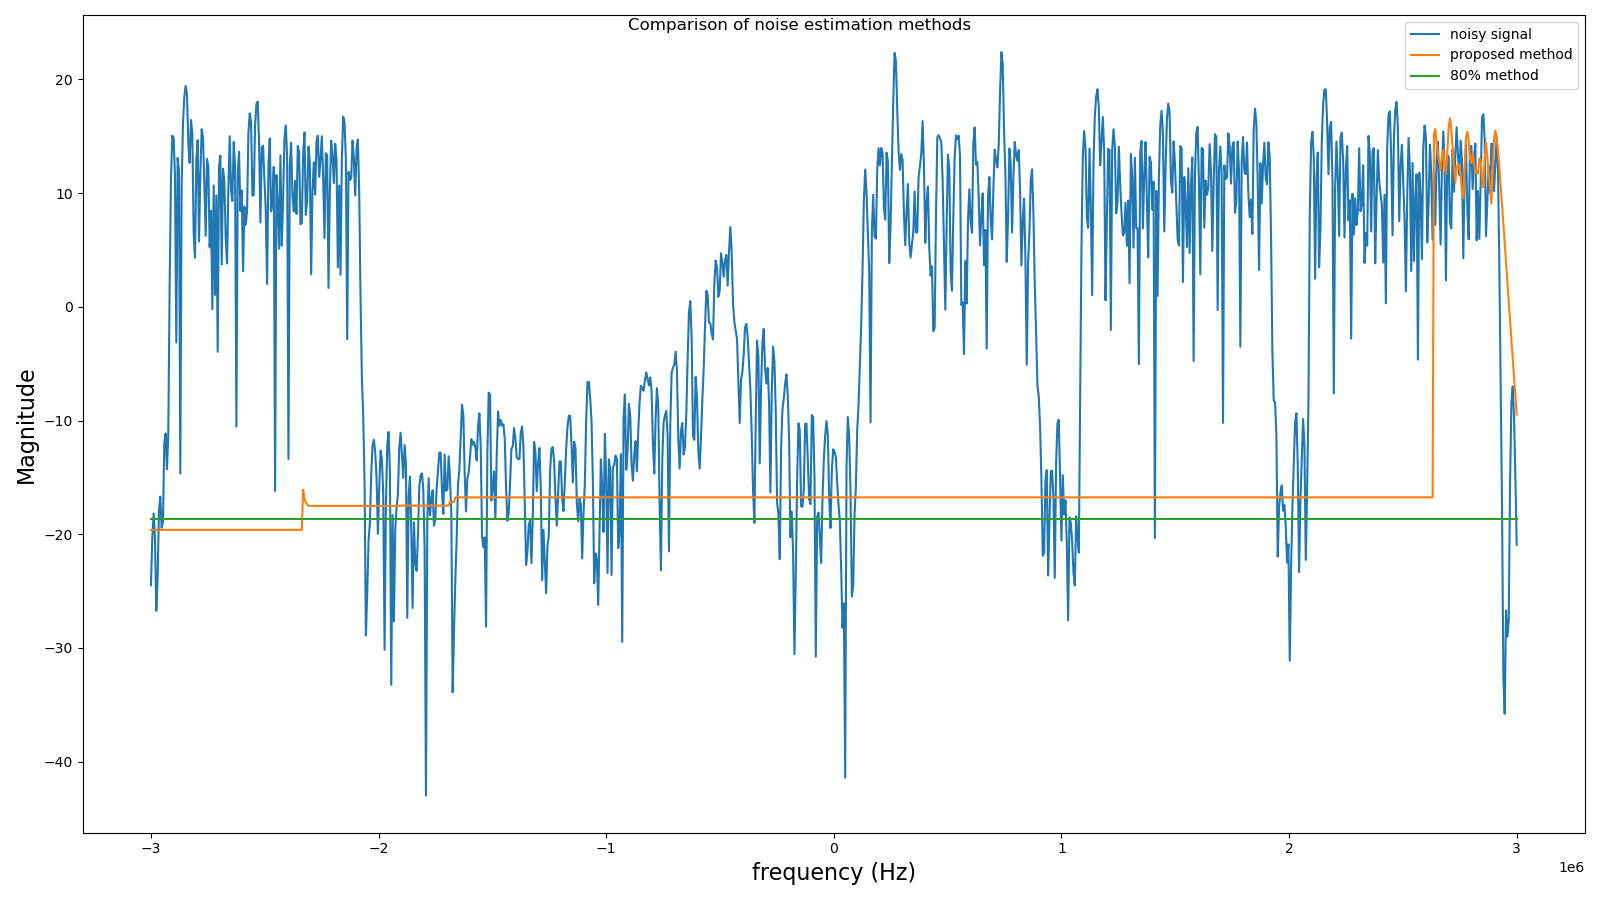 Comparison of noise estimation methods
noisy signal
proposed method
80% method
20
10
0
−10
−20
−30
−40
Magnitude
−3 −2 −1 0 1 2 3
1e6
frequency (Hz)